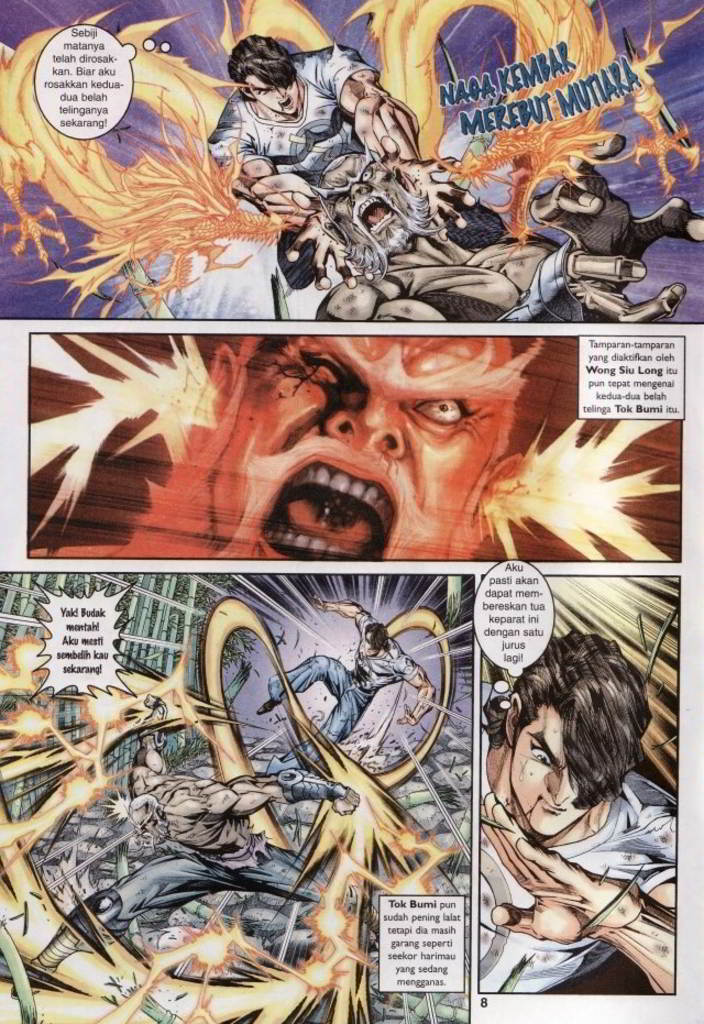 Sebiji
matanya
telah dirosak-
kan. Biar aku
rosakkan kedua-
dua belah
telinganya
sekarang!
NAGA KEMBAR
MEREBUT MUTIARA
Tamparan-tamparan
yang diaktifkan oleh
Wong Siu Long itu
pun tepat mengenai
kedua-dua belah
telinga Tok Bumi itu.
Yak! Budak
mentah!
Aku mesti
sembelih kau
sekarang!
Aku
pasti akan
dapat mem-
bereskan tua
keparat ini
dengan satu
jurus
lagi!
Tok Bumi pun
sudah pening lalat
tetapi dia masih
garang seperti
seekor harimau
yang sedang
mengganas.
8